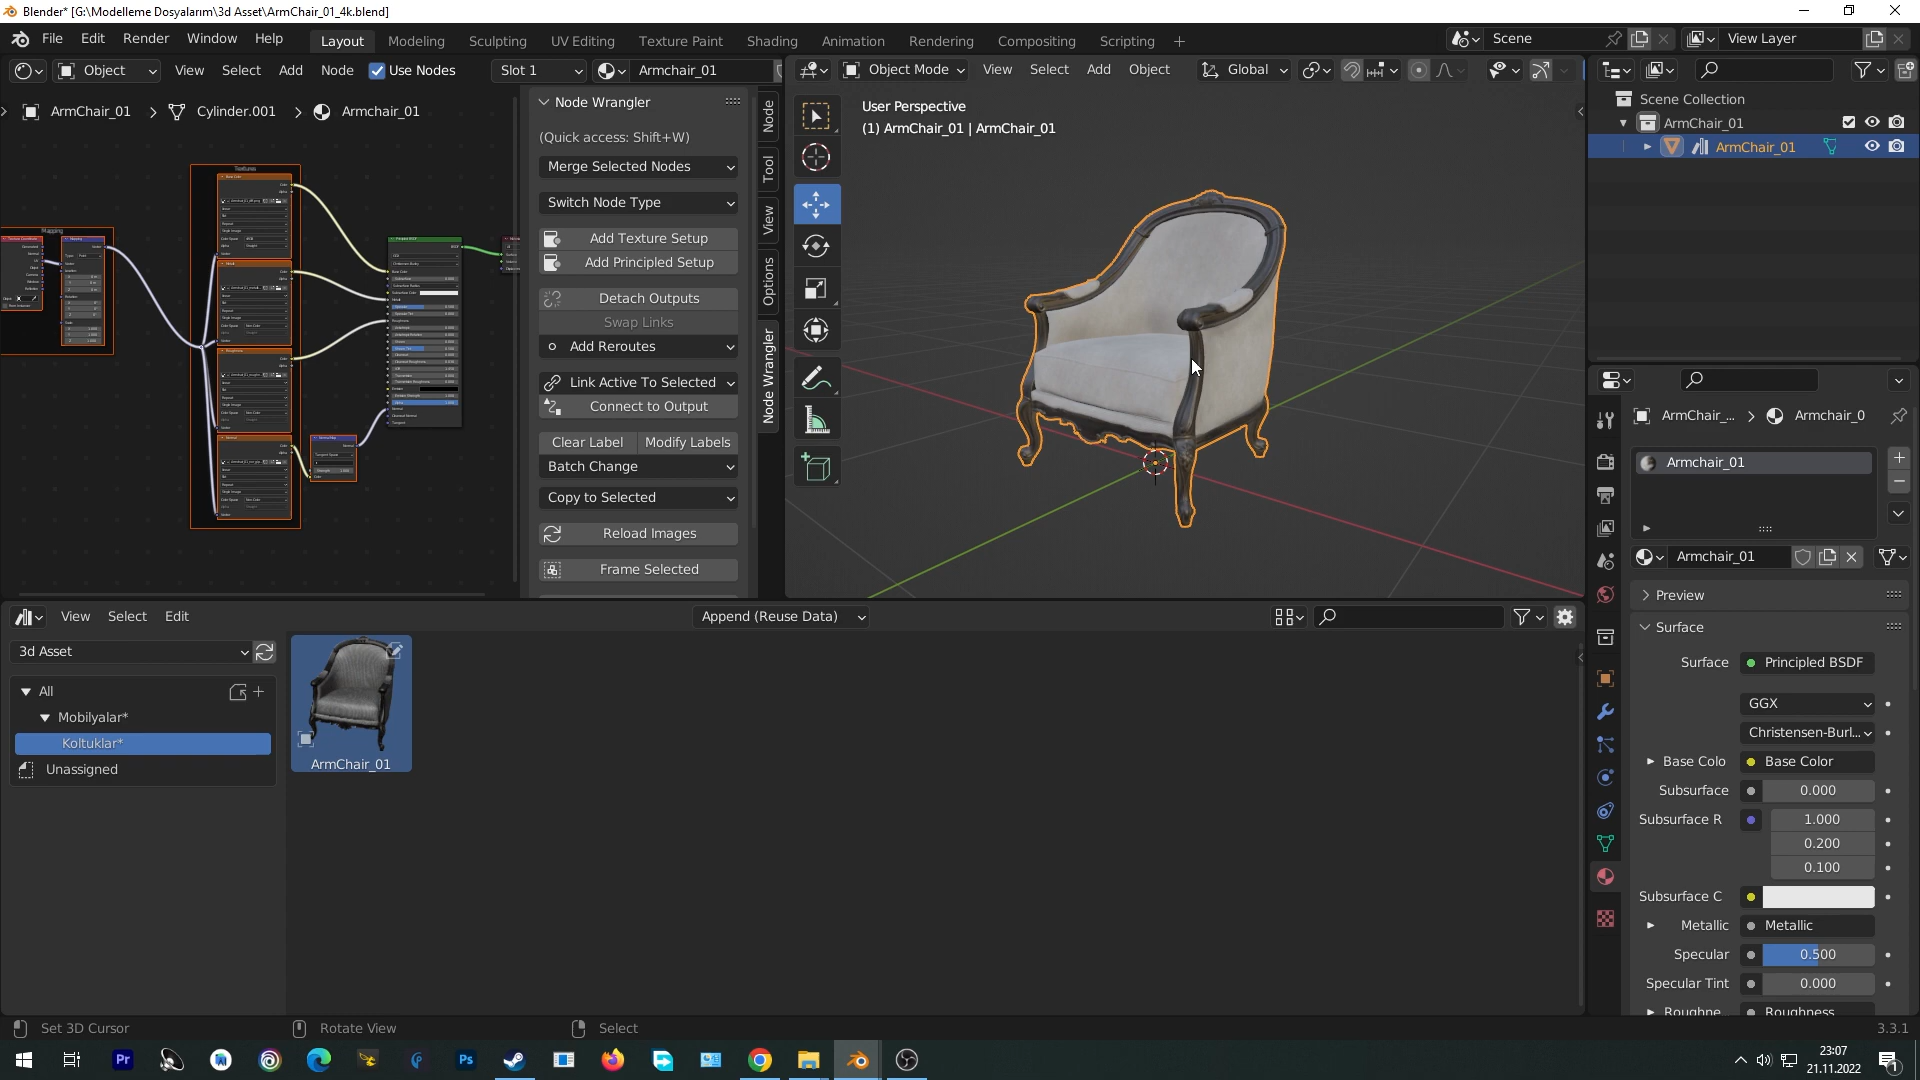 Blender* [G:\Modelleme Dosyalarım\3d Asset\ArmChair_01_4k.blend]
File Edit Render Window Help
Layout Modeling Sculpting UV Editing Texture Paint Shading Animation Rendering Compositing Scripting
Scene
View Layer
Object View Select Add Node Use Nodes Slot 1 Armchair_01
ArmChair_01 > Cylinder.001 > Armchair_01
Textures
Mapping
Node Wrangler
(Quick access: Shift+W)
Merge Selected Nodes
Switch Node Type
Add Texture Setup
Add Principled Setup
Detach Outputs
Swap Links
Add Reroutes
Link Active To Selected
Connect to Output
Clear Label Modify Labels
Batch Change
Copy to Selected
Reload Images
Frame Selected
Node
Tool
View
Options
Node Wrangler
Object Mode View Select Add Object Global
User Perspective
(1) ArmChair_01 | ArmChair_01
Scene Collection
ArmChair_01
ArmChair_01
ArmChair_... > Armchair_0
Armchair_01
Armchair_01
Preview
Surface
Surface Principled BSDF
GGX
Christensen-Burl...
Base Colo Base Color
Subsurface 0.000
Subsurface R 1.000
0.200
0.100
Subsurface C
Metallic Metallic
Specular 0.500
Specular Tint 0.000
Roughne... Roughness
View Select Edit
Append (Reuse Data)
3d Asset
All
Mobilyalar*
Koltuklar*
Unassigned
ArmChair_01
Set 3D Cursor
Rotate View
Select
3.3.1
Pr
Ps
23:07
21.11.2022
1